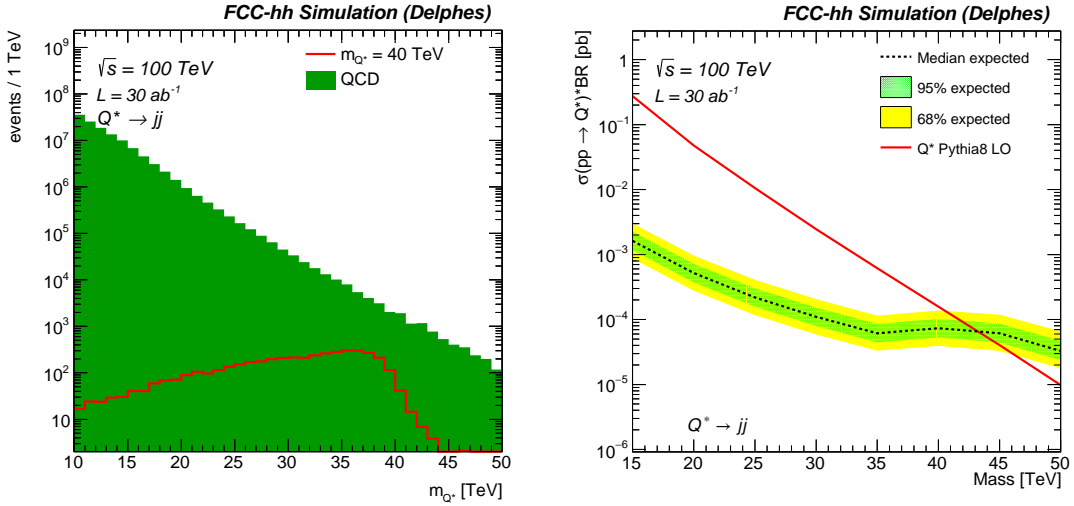 FCC-hh Simulation (Delphes)
events / 1 TeV
10⁹
10⁸
10⁷
10⁶
10⁵
10⁴
10³
10²
10
√s = 100 TeV
L = 30 ab⁻¹
Q* → jj
m_Q* = 40 TeV
QCD
10 15 20 25 30 35 40 45 50
m_Q* [TeV]
FCC-hh Simulation (Delphes)
σ(pp → Q*)*BR [pb]
1
10⁻¹
10⁻²
10⁻³
10⁻⁴
10⁻⁵
10⁻⁶
√s = 100 TeV
L = 30 ab⁻¹
Median expected
95% expected
68% expected
Q* Pythia8 LO
Q* → jj
15 20 25 30 35 40 45 50
Mass [TeV]